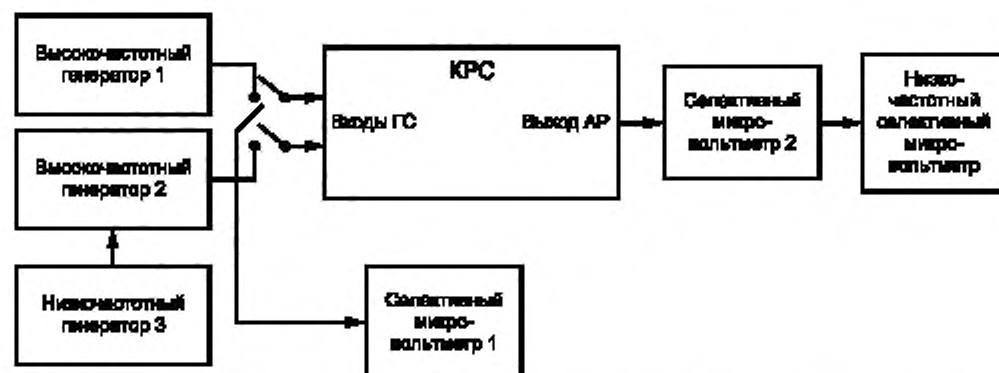 Высокочастотный
генератор 1
КРС
Входы ГС
Выход АР
Селективный
микро-
вольтметр 2
Низко-
частотный
селективный
микро-
вольтметр
Высокочастотный
генератор 2
Низкочастотный
генератор 3
Селективный
микро-
вольтметр 1